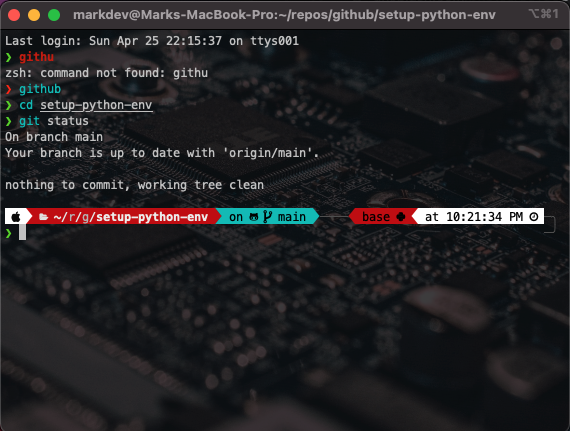 markdev@Marks-MacBook-Pro:~/repos/github/setup-python-env ⌥⌘1
Last login: Sun Apr 25 22:15:37 on ttys001
❯ githu
zsh: command not found: githu
❯ github
❯ cd setup-python-env
❯ git status
On branch main
Your branch is up to date with 'origin/main'.
nothing to commit, working tree clean
~/r/g/setup-python-env on main base at 10:21:34 PM
❯